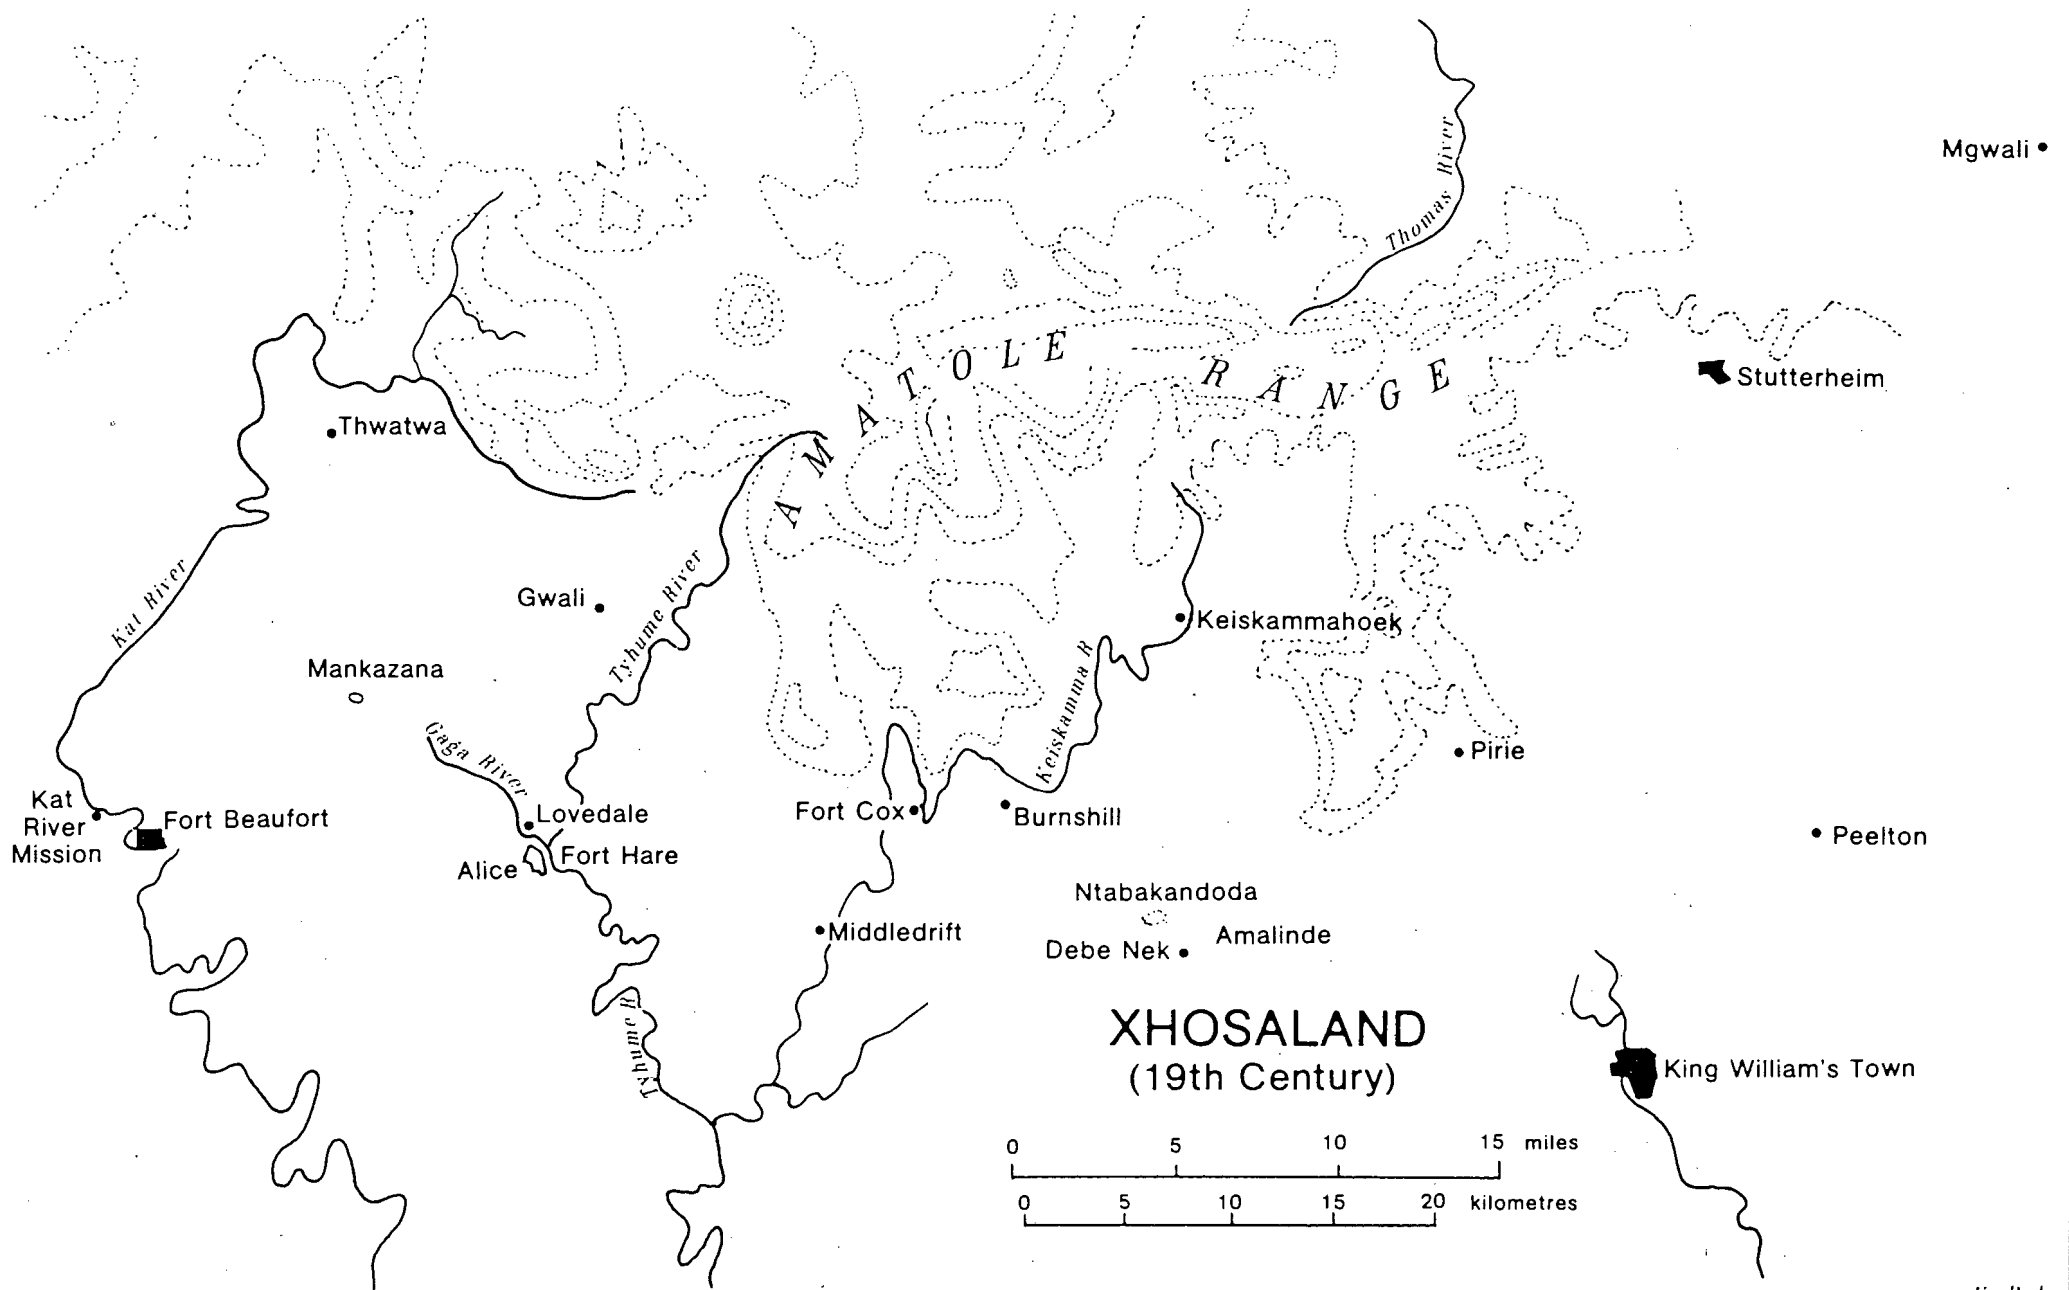 Mgwali
Thomas River
AMATOLE RANGE
Stutterheim
Thwatwa
Kat River
Gwali
Tyhume River
Keiskammahoek
Mankazana
Gaga River
Keiskamma R
Pirie
Kat
River
Mission
Fort Beaufort
Lovedale
Fort Cox
Burnshill
Alice
Fort Hare
Peelton
Ntabakandoda
Middledrift
Debe Nek
Amalinde
Tyhume R
XHOSALAND
(19th Century)
King William's Town
0 5 10 15 miles
0 5 10 15 20 kilometres